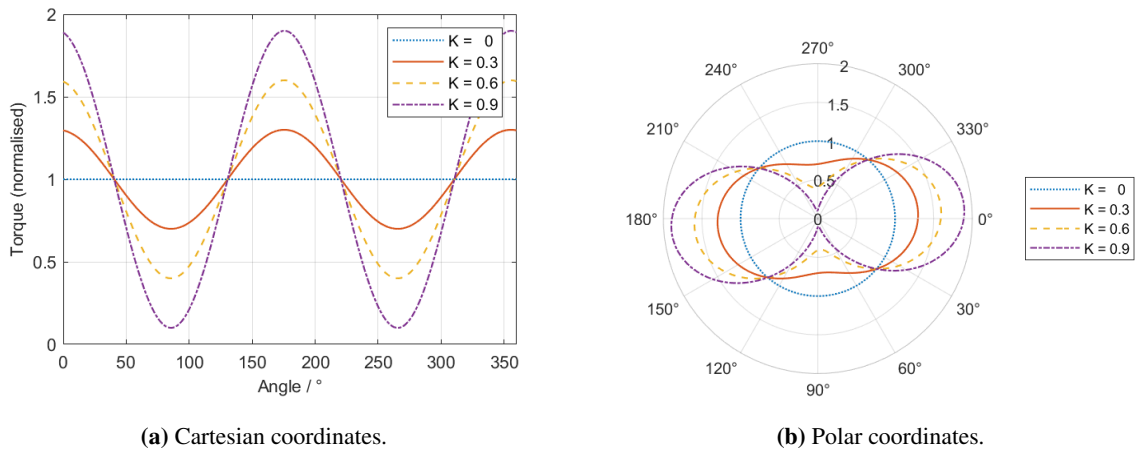 2
1.5
1
0.5
0
0 50 100 150 200 250 300 350
Torque (normalised)
Angle / °
K = 0
K = 0.3
K = 0.6
K = 0.9
(a) Cartesian coordinates.
270°
240° 300°
210° 330°
180° 0°
150° 30°
120° 60°
90°
2
1.5
1
0.5
0
K = 0
K = 0.3
K = 0.6
K = 0.9
(b) Polar coordinates.